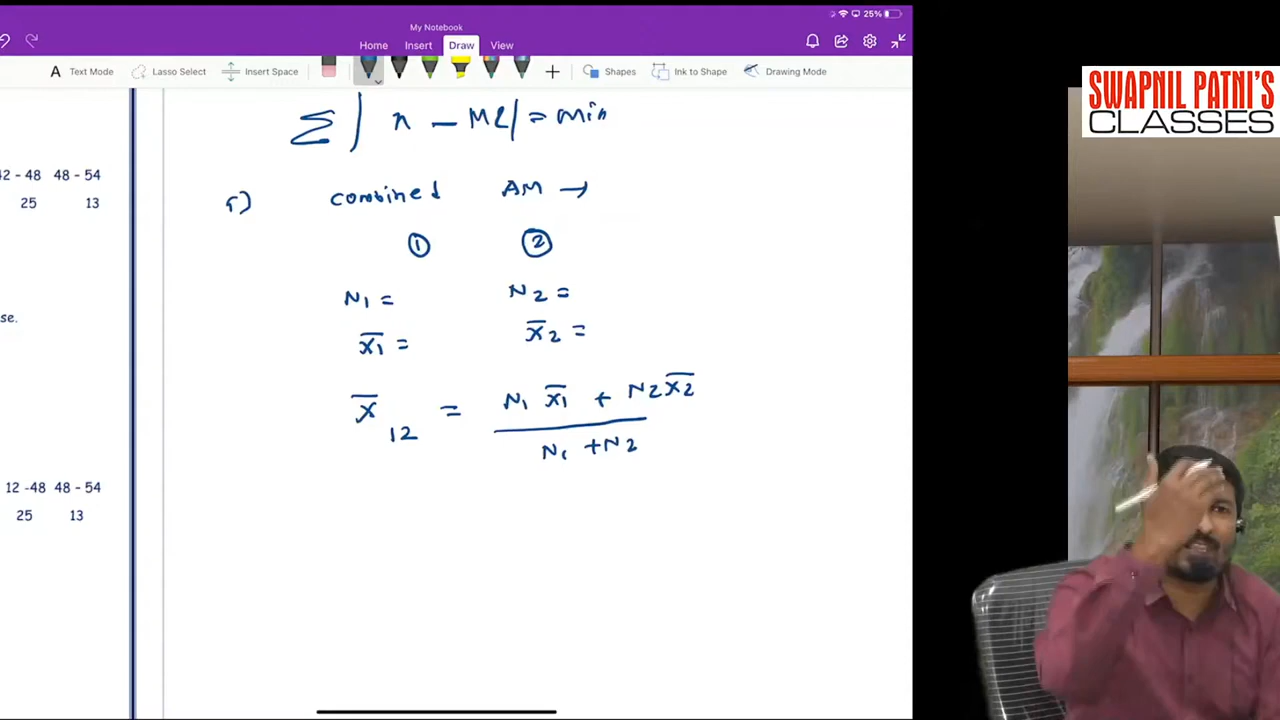 25%
My Notebook
Home Insert Draw View
Text Mode Lasso Select Insert Space Shapes Ink to Shape Drawing Mode
SWAPNIL PATNI'S
CLASSES
Σ | x – Me | = min
42 - 48 48 - 54
25 13
5) Combined AM →
① ②
N1 = N2 =
x̄1 = x̄2 =
se.
x̄12 = N1 x̄1 + N2 x̄2
N1 + N2
12 -48 48 - 54
25 13